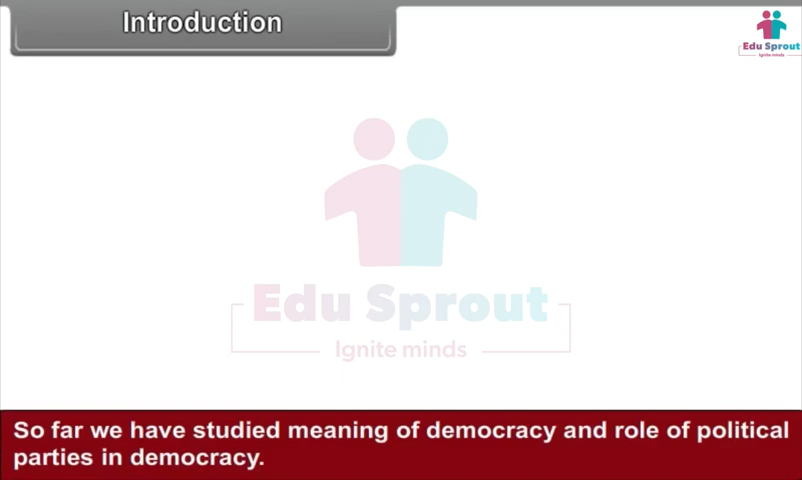 Introduction
Edu Sprout
Ignite minds
Edu Sprout
Ignite minds
So far we have studied meaning of democracy and role of political
parties in democracy.